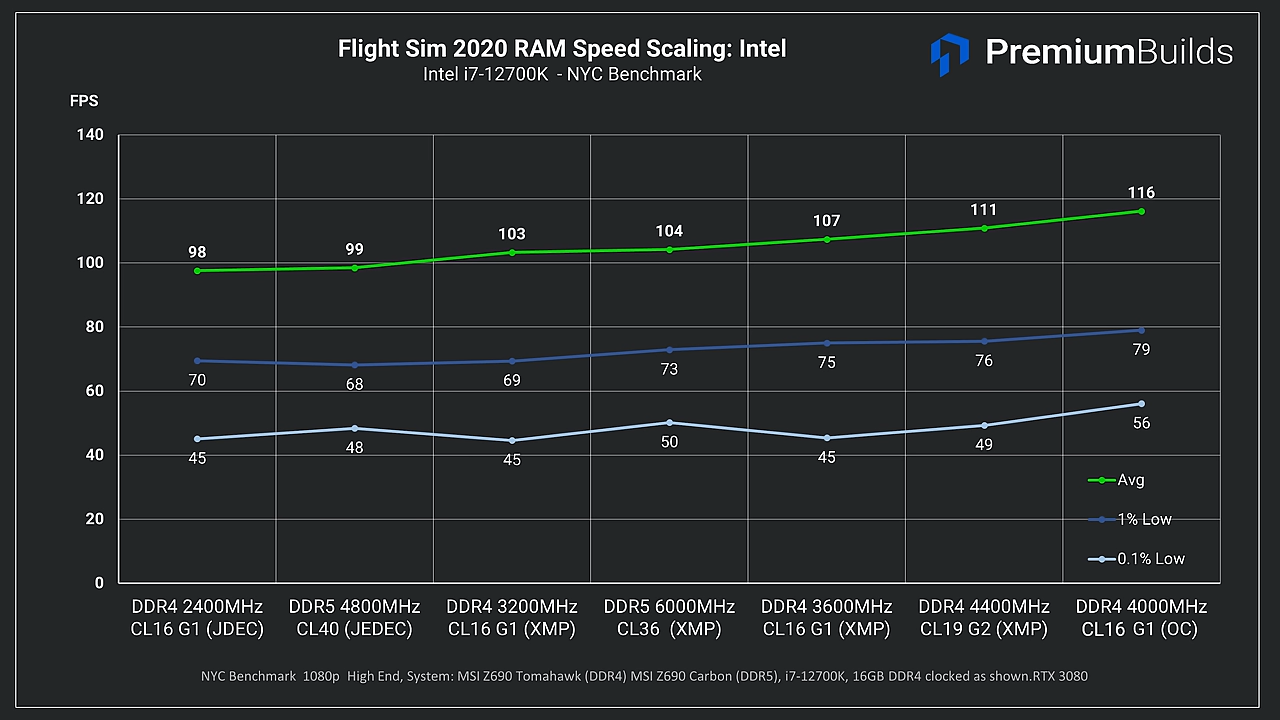 Flight Sim 2020 RAM Speed Scaling: Intel
Intel i7-12700K - NYC Benchmark
PremiumBuilds
FPS
140
120
100
80
60
40
20
0
98
99
103
104
107
111
116
70
68
69
73
75
76
79
45
48
45
50
45
49
56
Avg
1% Low
0.1% Low
DDR4 2400MHz
CL16 G1 (JDEC)
DDR5 4800MHz
CL40 (JEDEC)
DDR4 3200MHz
CL16 G1 (XMP)
DDR5 6000MHz
CL36 (XMP)
DDR4 3600MHz
CL16 G1 (XMP)
DDR4 4400MHz
CL19 G2 (XMP)
DDR4 4000MHz
CL16 G1 (OC)
NYC Benchmark 1080p High End, System: MSI Z690 Tomahawk (DDR4) MSI Z690 Carbon (DDR5), i7-12700K, 16GB DDR4 clocked as shown.RTX 3080